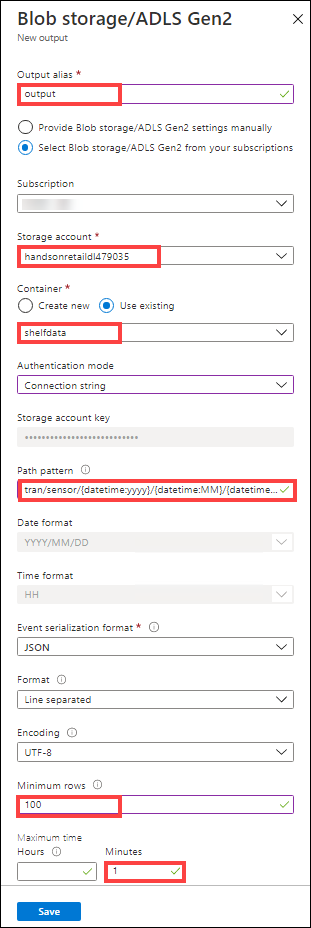 Blob storage/ADLS Gen2
New output
Output alias *
output
Provide Blob storage/ADLS Gen2 settings manually
Select Blob storage/ADLS Gen2 from your subscriptions
Subscription
Storage account *
handsonretaildl479035
Container *
Create new Use existing
shelfdata
Authentication mode
Connection string
Storage account key
••••••••••••••••••••••••••••
Path pattern
tran/sensor/{datetime:yyyy}/{datetime:MM}/{datetime...
Date format
YYYY/MM/DD
Time format
HH
Event serialization format *
JSON
Format
Line separated
Encoding
UTF-8
Minimum rows
100
Maximum time
Hours Minutes
1
Save